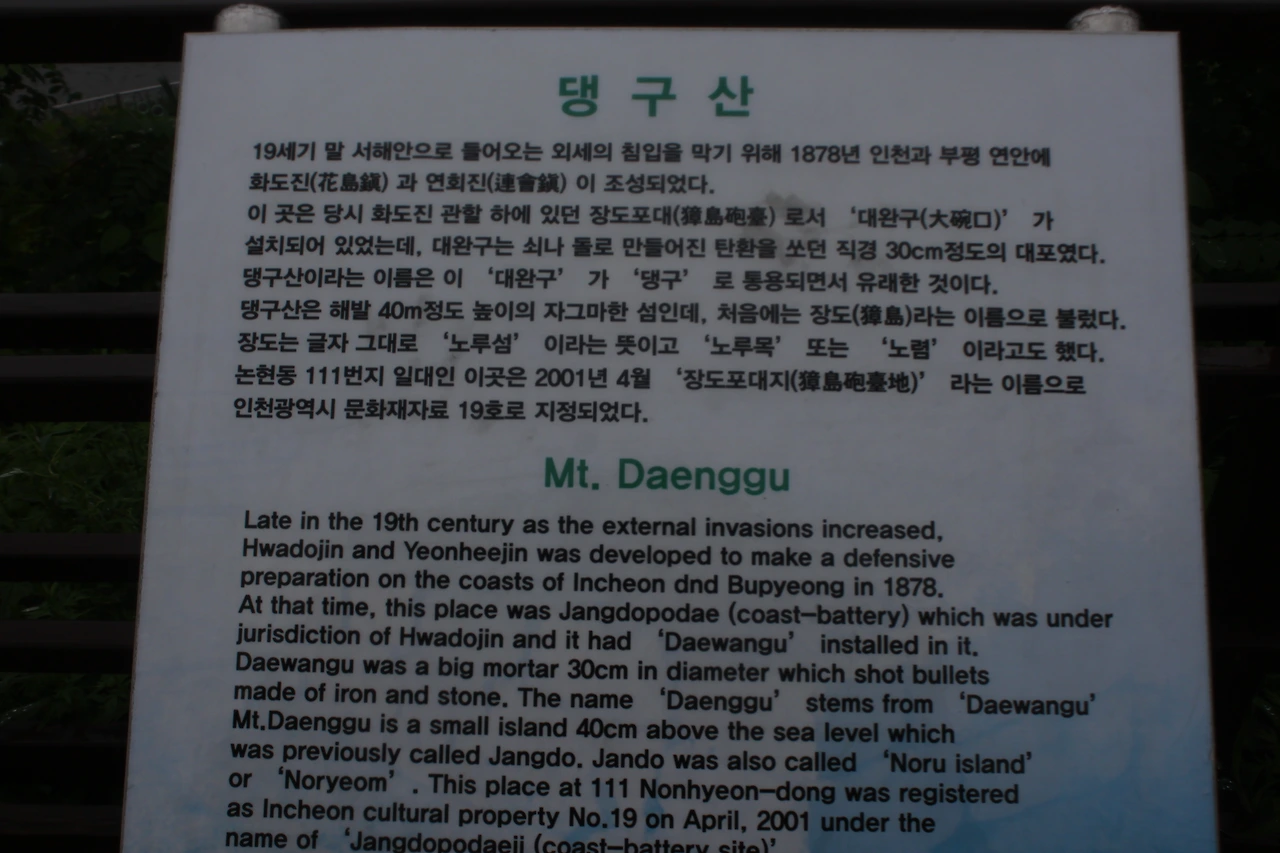 댕구산
19세기 말 서해안으로 들어오는 외세의 침입을 막기 위해 1878년 인천과 부평 연안에
화도진(花島鎭) 과 연회진(連會鎭) 이 조성되었다.
이 곳은 당시 화도진 관할 하에 있던 장도포대(獐島砲臺) 로서 ‘대완구(大碗口)’ 가
설치되어 있었는데, 대완구는 쇠나 돌로 만들어진 탄환을 쏘던 직경 30cm정도의 대포였다.
댕구산이라는 이름은 이 ‘대완구’ 가 ‘댕구’ 로 통용되면서 유래한 것이다.
댕구산은 해발 40m정도 높이의 자그마한 섬인데, 처음에는 장도(獐島)라는 이름으로 불렀다.
장도는 글자 그대로 ‘노루섬’ 이라는 뜻이고 ‘노루목’ 또는 ‘노렴’ 이라고도 했다.
논현동 111번지 일대인 이곳은 2001년 4월 ‘장도포대지(獐島砲臺地)’ 라는 이름으로
인천광역시 문화재자료 19호로 지정되었다.
Mt. Daenggu
Late in the 19th century as the external invasions increased,
Hwadojin and Yeonheejin was developed to make a defensive
preparation on the coasts of Incheon dnd Bupyeong in 1878.
At that time, this place was Jangdopodae (coast-battery) which was under
jurisdiction of Hwadojin and it had ‘Daewangu’ installed in it.
Daewangu was a big mortar 30cm in diameter which shot bullets
made of iron and stone. The name ‘Daenggu’ stems from ‘Daewangu’
Mt.Daenggu is a small island 40cm above the sea level which
was previously called Jangdo. Jando was also called ‘Noru island’
or ‘Noryeom’ . This place at 111 Nonhyeon-dong was registered
as Incheon cultural property No.19 on April, 2001 under the
name of ‘Jangdopodaeji (coast-battery site)’